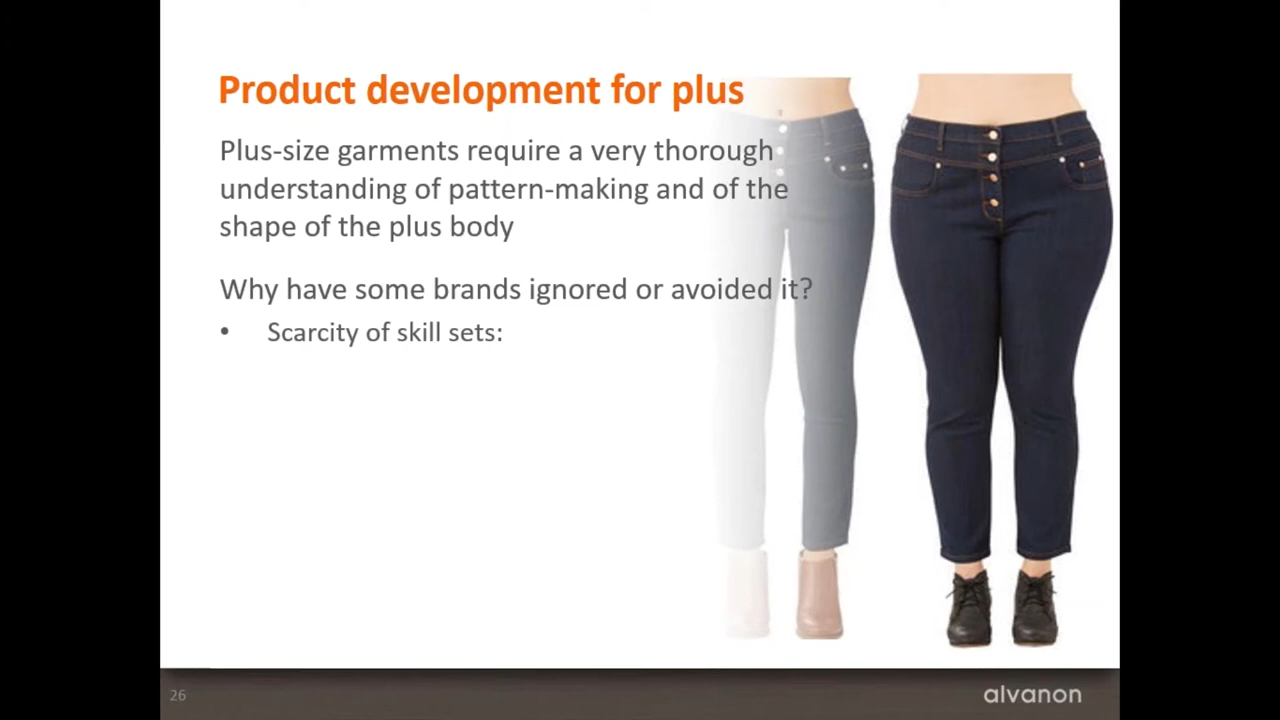 Product development for plus
Plus-size garments require a very thorough
understanding of pattern-making and of the
shape of the plus body
Why have some brands ignored or avoided it?
• Scarcity of skill sets:
26
alvanon